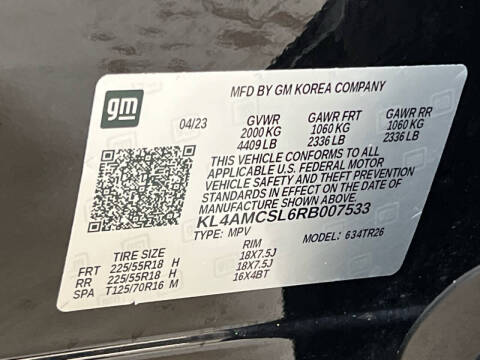 gm
MFD BY GM KOREA COMPANY
04/23 GVWR GAWR FRT GAWR RR
2000 KG 1060 KG 1060 KG
4409 LB 2336 LB 2336 LB
THIS VEHICLE CONFORMS TO ALL
APPLICABLE U.S. FEDERAL MOTOR
VEHICLE SAFETY AND THEFT PREVENTION
STANDARDS IN EFFECT ON THE DATE OF
MANUFACTURE SHOWN ABOVE.
KL4AMCSL6RB007533
TYPE: MPV MODEL: 634TR26
TIRE SIZE RIM
FRT 225/55R18 H 18X7.5J
RR 225/55R18 H 18X7.5J
SPA T125/70R16 M 16X4BT